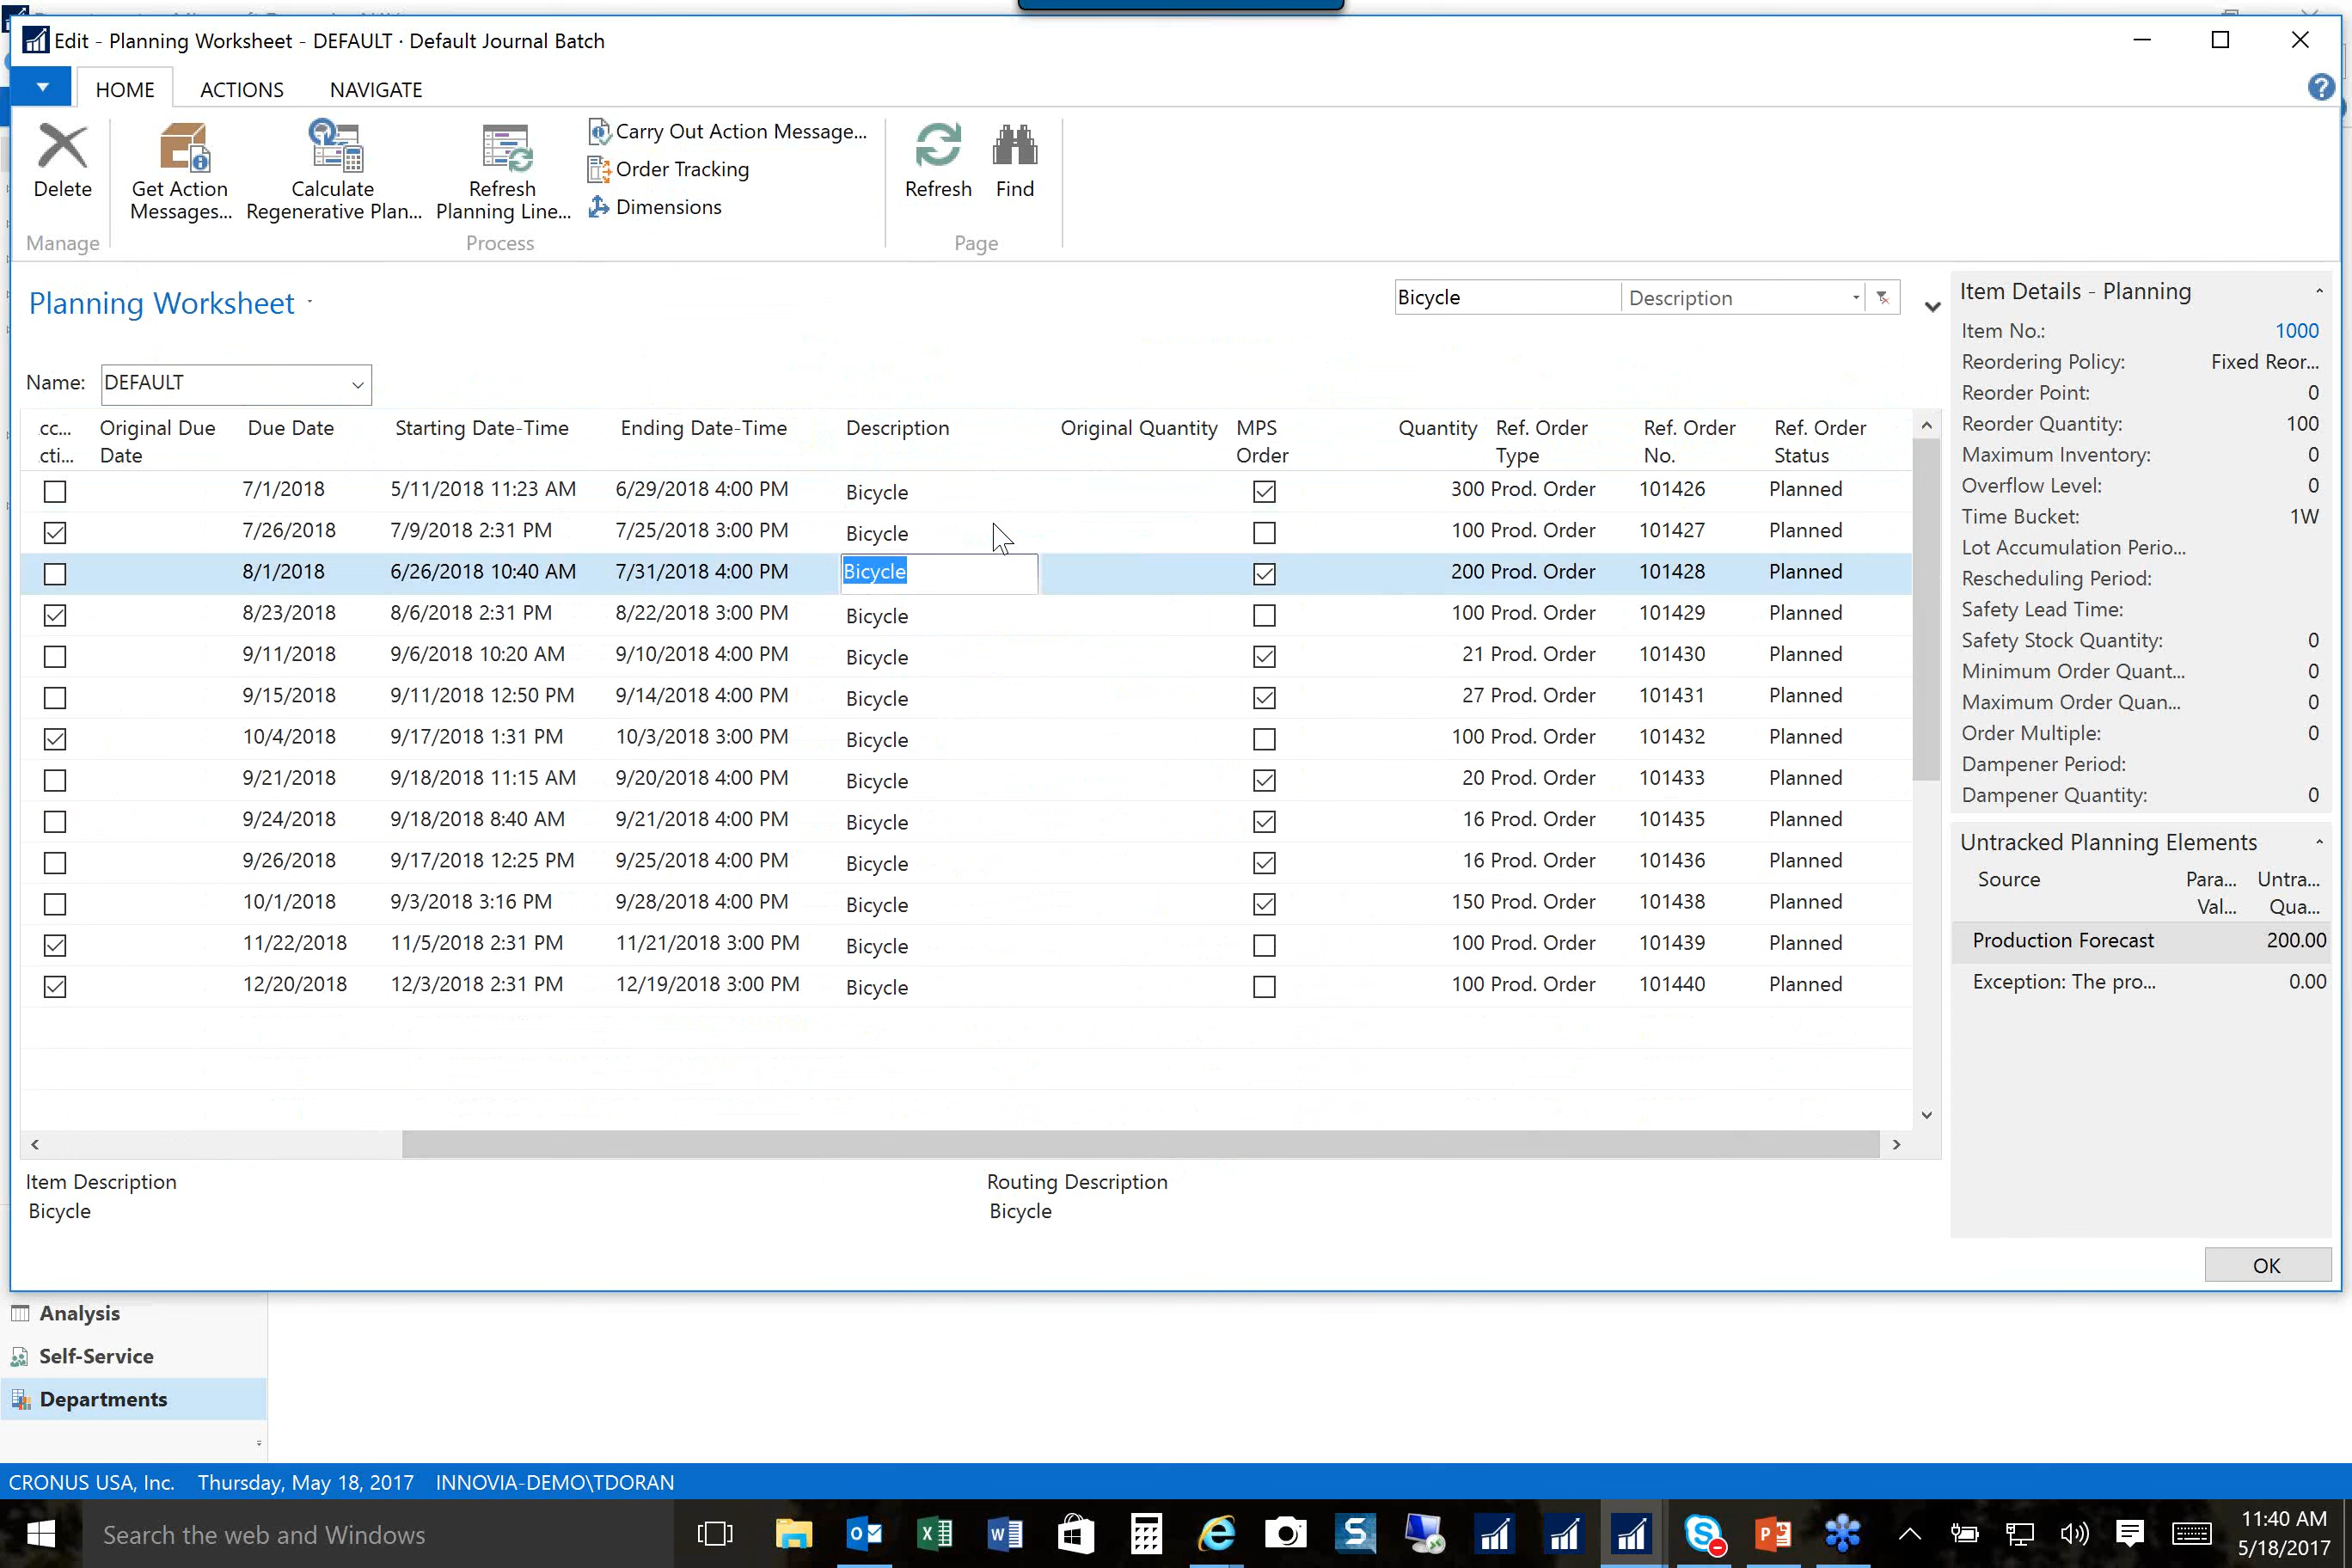 Edit - Planning Worksheet - DEFAULT · Default Journal Batch
HOME ACTIONS NAVIGATE
Delete
Get Action Messages...
Calculate Regenerative Plan...
Refresh Planning Line...
Carry Out Action Message...
Order Tracking
Dimensions
Refresh
Find
Manage Process Page
Planning Worksheet
Bicycle Description
Name: DEFAULT
cc... Original Due Due Date Starting Date-Time Ending Date-Time Description Original Quantity MPS Quantity Ref. Order Ref. Order Ref. Order
cti... Date Order Type No. Status
7/1/2018 5/11/2018 11:23 AM 6/29/2018 4:00 PM Bicycle 300 Prod. Order 101426 Planned
7/26/2018 7/9/2018 2:31 PM 7/25/2018 3:00 PM Bicycle 100 Prod. Order 101427 Planned
8/1/2018 6/26/2018 10:40 AM 7/31/2018 4:00 PM Bicycle 200 Prod. Order 101428 Planned
8/23/2018 8/6/2018 2:31 PM 8/22/2018 3:00 PM Bicycle 100 Prod. Order 101429 Planned
9/11/2018 9/6/2018 10:20 AM 9/10/2018 4:00 PM Bicycle 21 Prod. Order 101430 Planned
9/15/2018 9/11/2018 12:50 PM 9/14/2018 4:00 PM Bicycle 27 Prod. Order 101431 Planned
10/4/2018 9/17/2018 1:31 PM 10/3/2018 3:00 PM Bicycle 100 Prod. Order 101432 Planned
9/21/2018 9/18/2018 11:15 AM 9/20/2018 4:00 PM Bicycle 20 Prod. Order 101433 Planned
9/24/2018 9/18/2018 8:40 AM 9/21/2018 4:00 PM Bicycle 16 Prod. Order 101435 Planned
9/26/2018 9/17/2018 12:25 PM 9/25/2018 4:00 PM Bicycle 16 Prod. Order 101436 Planned
10/1/2018 9/3/2018 3:16 PM 9/28/2018 4:00 PM Bicycle 150 Prod. Order 101438 Planned
11/22/2018 11/5/2018 2:31 PM 11/21/2018 3:00 PM Bicycle 100 Prod. Order 101439 Planned
12/20/2018 12/3/2018 2:31 PM 12/19/2018 3:00 PM Bicycle 100 Prod. Order 101440 Planned
Item Description Routing Description
Bicycle Bicycle
Item Details - Planning
Item No.: 1000
Reordering Policy: Fixed Reor...
Reorder Point: 0
Reorder Quantity: 100
Maximum Inventory: 0
Overflow Level: 0
Time Bucket: 1W
Lot Accumulation Perio...
Rescheduling Period:
Safety Lead Time:
Safety Stock Quantity: 0
Minimum Order Quant... 0
Maximum Order Quan... 0
Order Multiple: 0
Dampener Period:
Dampener Quantity: 0
Untracked Planning Elements
Source Para... Untra...
Val... Qua...
Production Forecast 200.00
Exception: The pro... 0.00
OK
Analysis
Self-Service
Departments
CRONUS USA, Inc. Thursday, May 18, 2017 INNOVIA-DEMO\TDORAN
Search the web and Windows
11:40 AM
5/18/2017